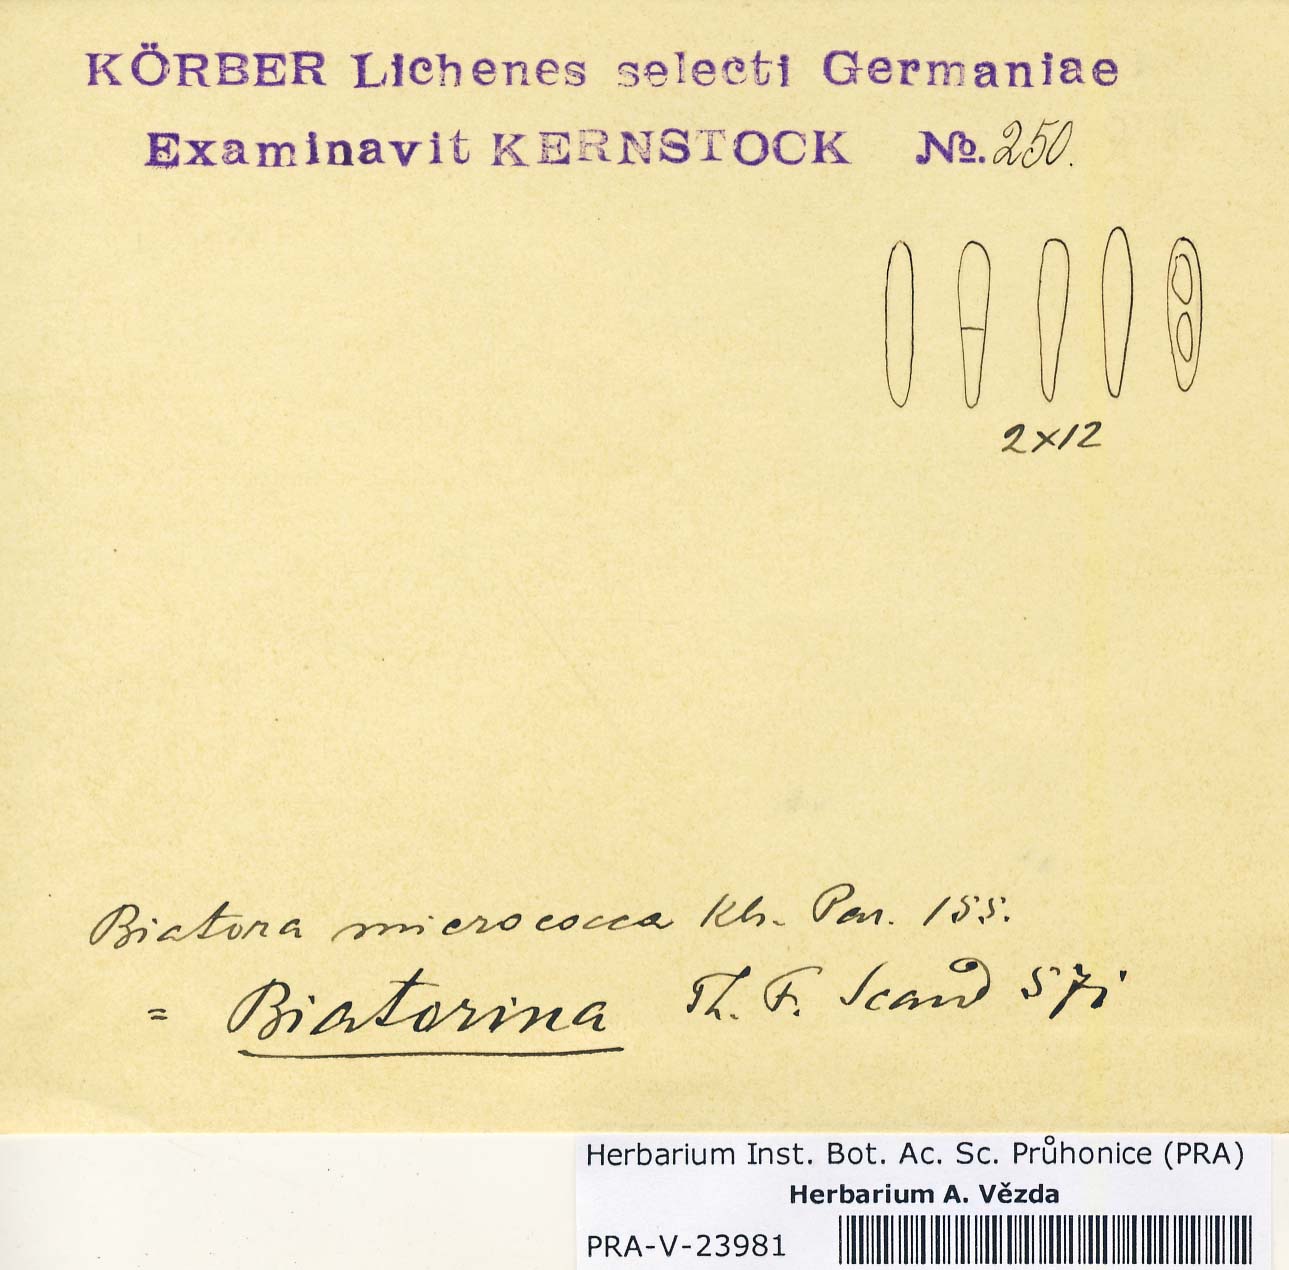 KÖRBER Lichenes selecti Germaniae
Examinavit KERNSTOCK No. 250.
2×12
Biatora micrococca Kb. Par. 155.
= Biatorina Th. F. Scand 571
Herbarium Inst. Bot. Ac. Sc. Průhonice (PRA)
Herbarium A. Vězda
PRA-V-23981